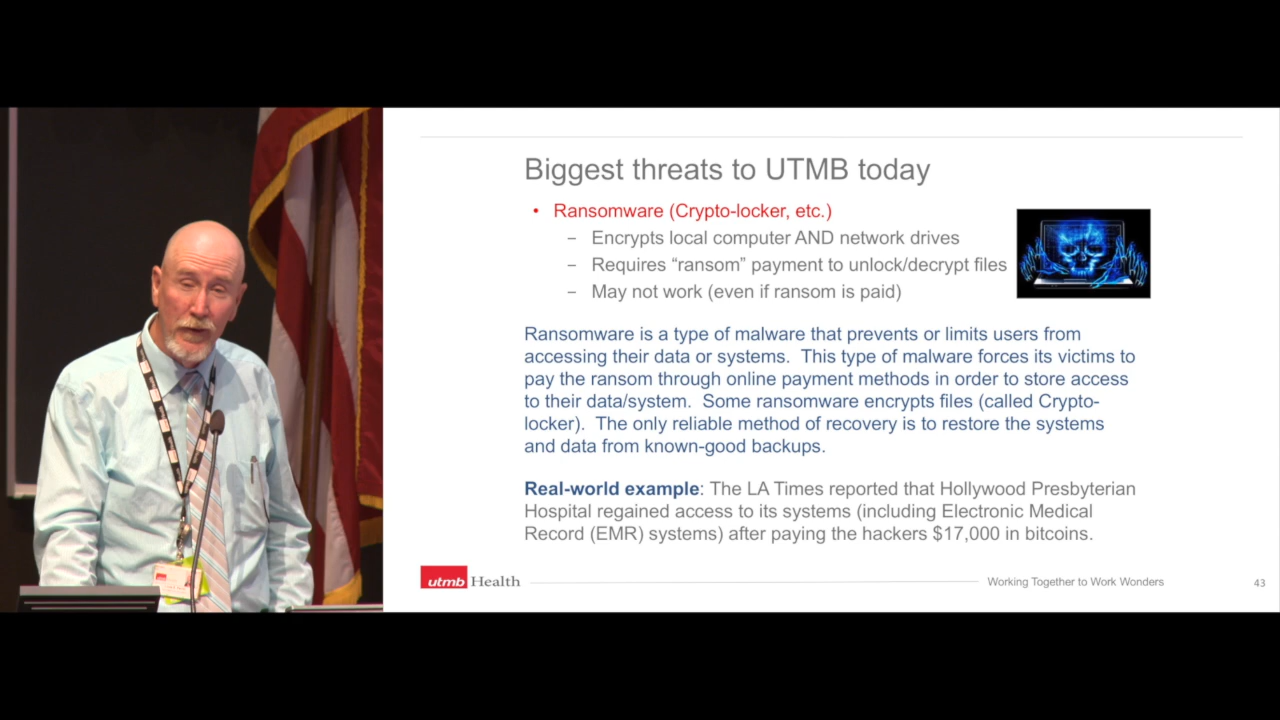 Biggest threats to UTMB today
• Ransomware (Crypto-locker, etc.)
– Encrypts local computer AND network drives
– Requires “ransom” payment to unlock/decrypt files
– May not work (even if ransom is paid)
Ransomware is a type of malware that prevents or limits users from
accessing their data or systems.  This type of malware forces its victims to
pay the ransom through online payment methods in order to store access
to their data/system.  Some ransomware encrypts files (called Crypto-
locker).  The only reliable method of recovery is to restore the systems
and data from known-good backups.
Real-world example: The LA Times reported that Hollywood Presbyterian
Hospital regained access to its systems (including Electronic Medical
Record (EMR) systems) after paying the hackers $17,000 in bitcoins.
utmb Health
Working Together to Work Wonders
43